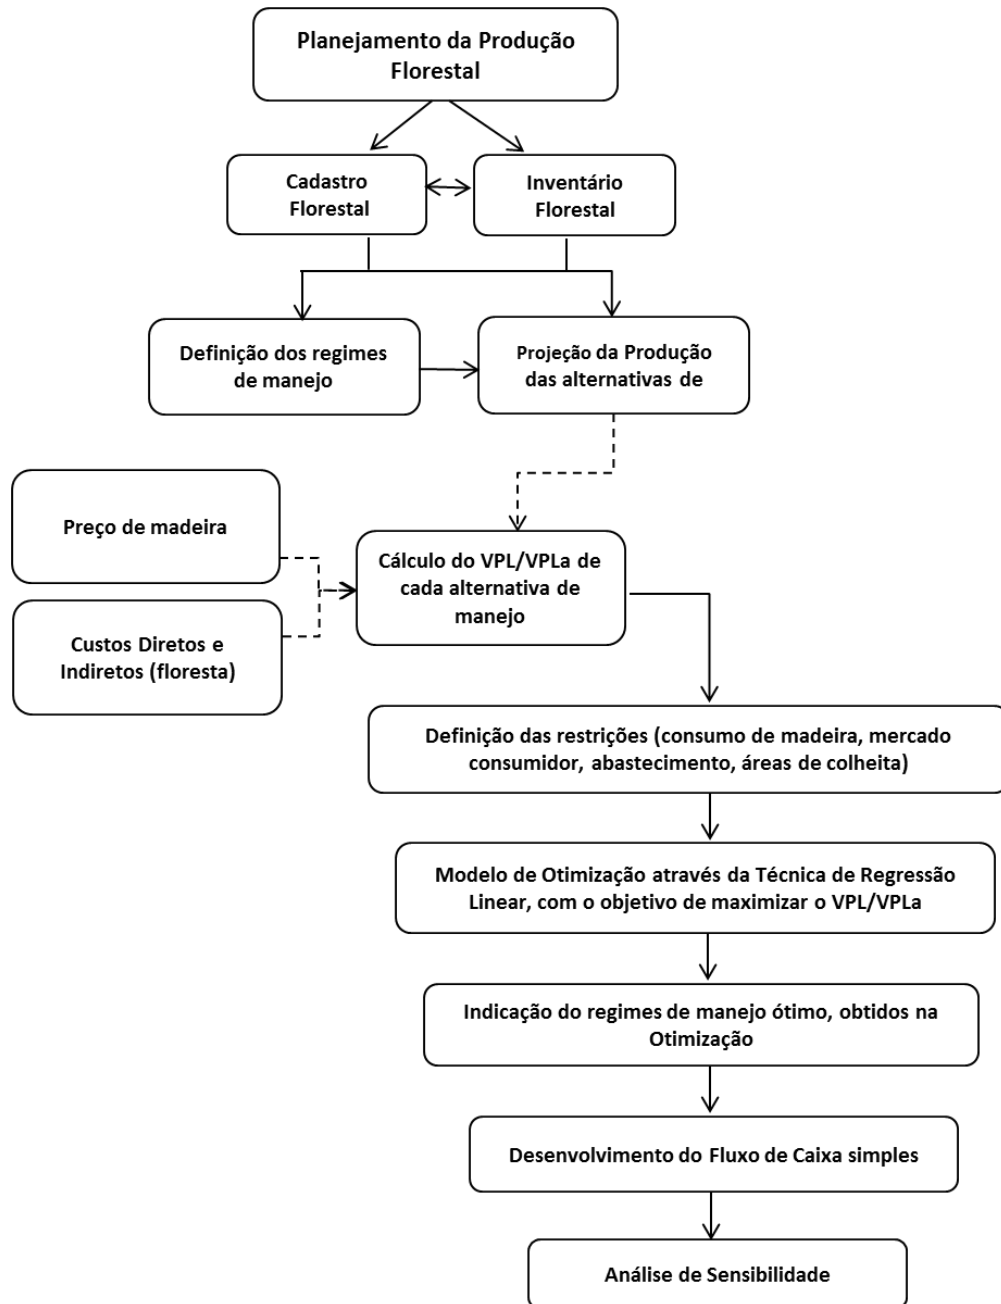 Planejamento da Produção
Florestal
Cadastro
Florestal
Inventário
Florestal
Definição dos regimes
de manejo
Projeção da Produção
das alternativas de
Preço de madeira
Cálculo do VPL/VPLa de
cada alternativa de
manejo
Custos Diretos e
Indiretos (floresta)
Definição das restrições (consumo de madeira, mercado
consumidor, abastecimento, áreas de colheita)
Modelo de Otimização através da Técnica de Regressão
Linear, com o objetivo de maximizar o VPL/VPLa
Indicação do regimes de manejo ótimo, obtidos na
Otimização
Desenvolvimento do Fluxo de Caixa simples
Análise de Sensibilidade